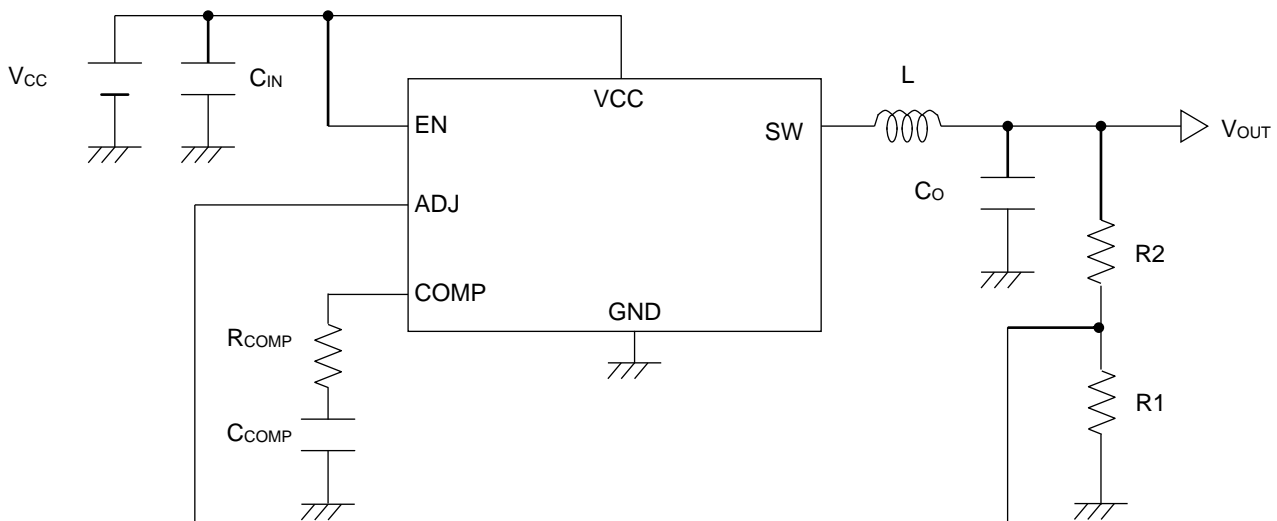 VCC
CIN
VCC
L
EN
SW
VOUT
ADJ
CO
R2
COMP
GND
RCOMP
R1
CCOMP